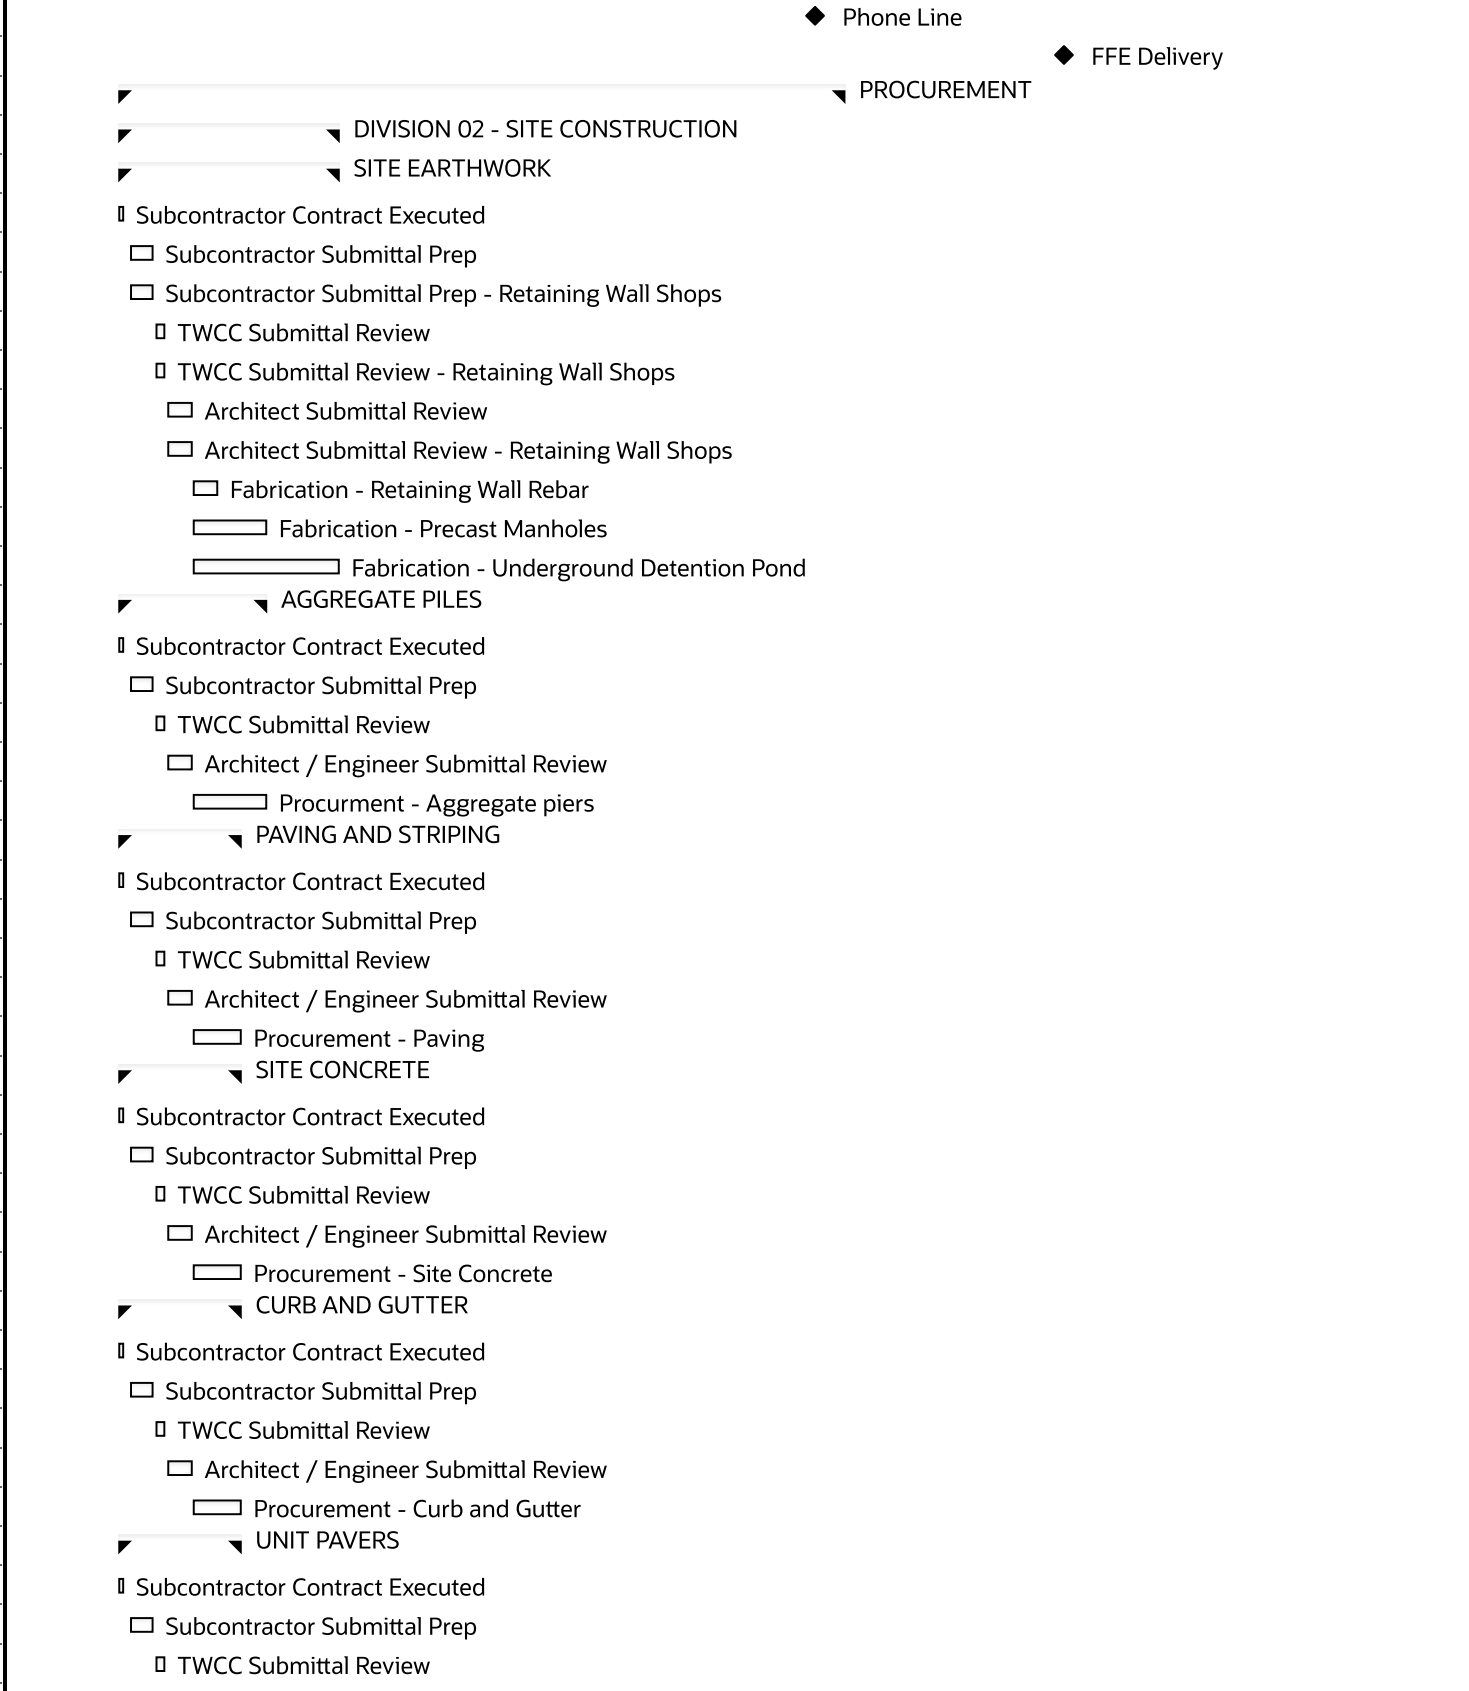 Phone Line
FFE Delivery
PROCUREMENT
DIVISION 02 - SITE CONSTRUCTION
SITE EARTHWORK
Subcontractor Contract Executed
Subcontractor Submittal Prep
Subcontractor Submittal Prep - Retaining Wall Shops
TWCC Submittal Review
TWCC Submittal Review - Retaining Wall Shops
Architect Submittal Review
Architect Submittal Review - Retaining Wall Shops
Fabrication - Retaining Wall Rebar
Fabrication - Precast Manholes
Fabrication - Underground Detention Pond
AGGREGATE PILES
Subcontractor Contract Executed
Subcontractor Submittal Prep
TWCC Submittal Review
Architect / Engineer Submittal Review
Procurment - Aggregate piers
PAVING AND STRIPING
Subcontractor Contract Executed
Subcontractor Submittal Prep
TWCC Submittal Review
Architect / Engineer Submittal Review
Procurement - Paving
SITE CONCRETE
Subcontractor Contract Executed
Subcontractor Submittal Prep
TWCC Submittal Review
Architect / Engineer Submittal Review
Procurement - Site Concrete
CURB AND GUTTER
Subcontractor Contract Executed
Subcontractor Submittal Prep
TWCC Submittal Review
Architect / Engineer Submittal Review
Procurement - Curb and Gutter
UNIT PAVERS
Subcontractor Contract Executed
Subcontractor Submittal Prep
TWCC Submittal Review